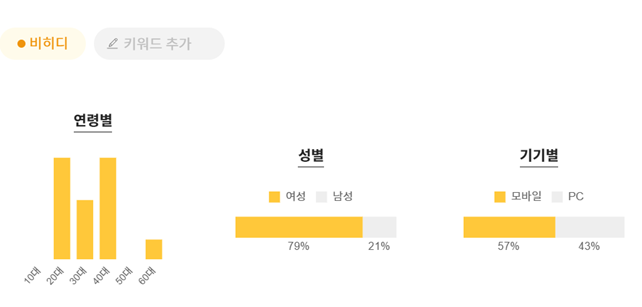 비히디
키워드 추가
연령별
10대
20대
30대
40대
50대
60대
성별
여성 남성
79% 21%
기기별
모바일 PC
57% 43%